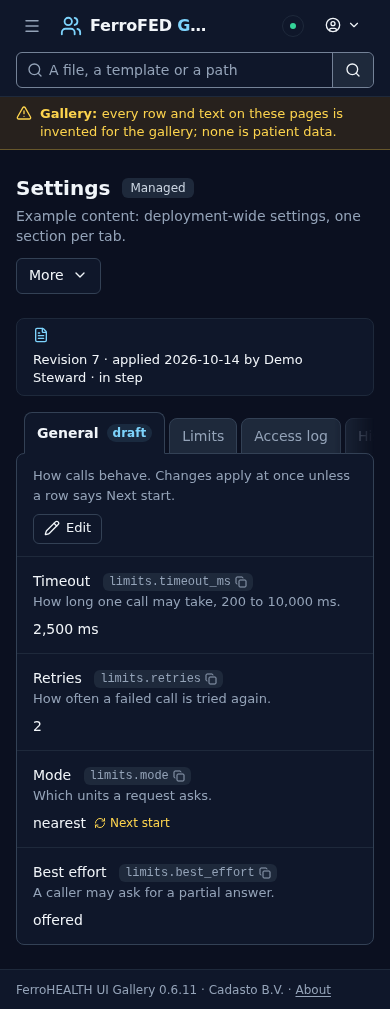 FerroFED G...
A file, a template or a path
Gallery: every row and text on these pages is
invented for the gallery; none is patient data.
Settings Managed
Example content: deployment-wide settings, one
section per tab.
More
Revision 7 · applied 2026-10-14 by Demo
Steward · in step
General draft Limits Access log
How calls behave. Changes apply at once unless
a row says Next start.
Edit
Timeout limits.timeout_ms
How long one call may take, 200 to 10,000 ms.
2,500 ms
Retries limits.retries
How often a failed call is tried again.
2
Mode limits.mode
Which units a request asks.
nearest Next start
Best effort limits.best_effort
A caller may ask for a partial answer.
offered
FerroHEALTH UI Gallery 0.6.11 · Cadasto B.V. · About